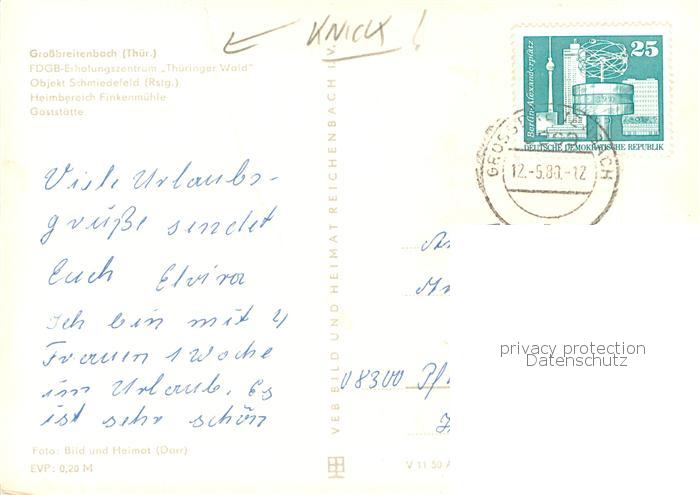 KNICK !
Großbreitenbach (Thür.)
FDGB-Erholungszentrum „Thüringer Wald"
Objekt Schmiedefeld (Rstg.)
Heimbereich Finkenmühle
Gaststätte
Viele Urlaubs-
grüße sendet
Euch Elvira
Ich bin mit 4
Frauen 1 Woche
im Urlaub. Es
ist sehr schön
Foto: Bild und Heimat (Darr)
EVP: 0,20 M
VEB BILD UND HEIMAT REICHENBACH i. V.
25
Berlin-Alexanderplatz
DEUTSCHE DEMOKRATISCHE REPUBLIK
12.-5.80.-12
08300
V 11 50
privacy protection
Datenschutz